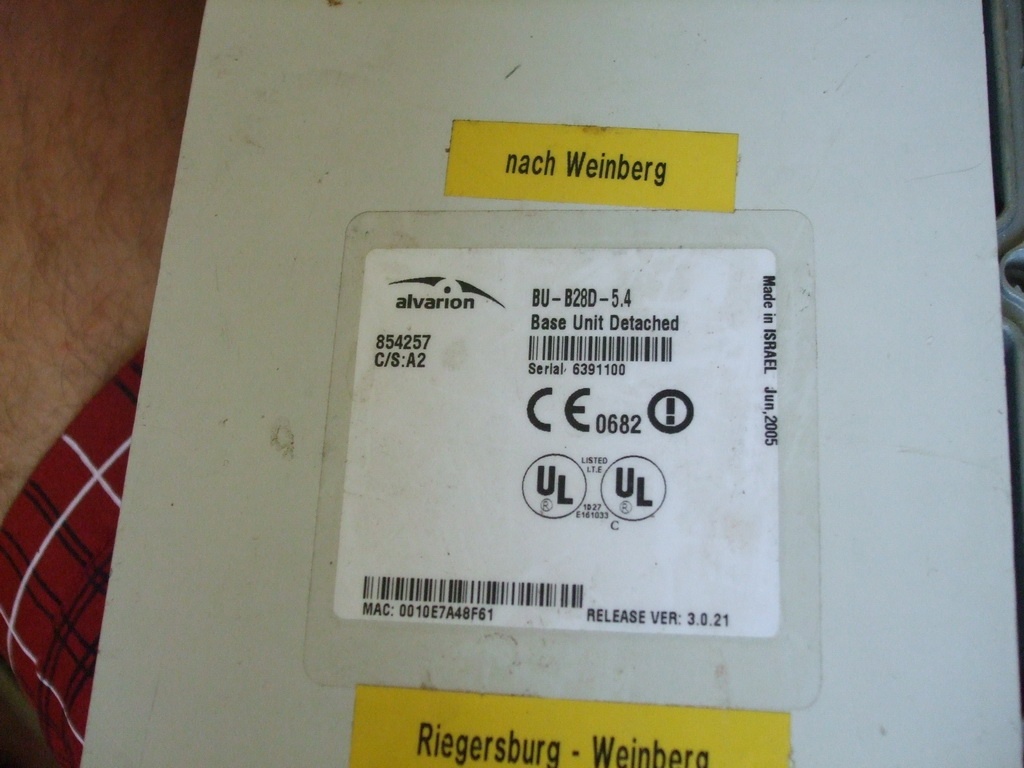 nach Weinberg
alvarion
BU-B28D-5.4
Base Unit Detached
854257
C/S:A2
Serial: 6391100
CE 0682
LISTED
I.T.E
UL
®
UL
®
1D27
E161033
C
Made in ISRAEL Jun,2005
MAC: 0010E7A48F61
RELEASE VER: 3.0.21
Riegersburg - Weinberg